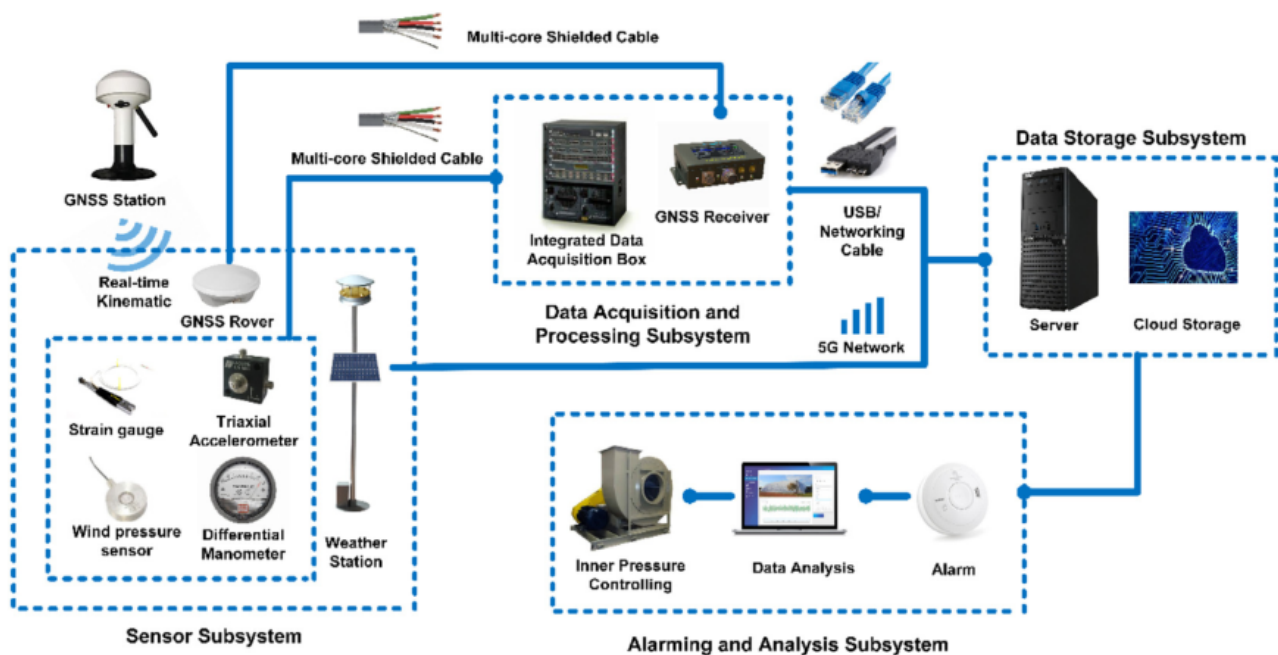 Multi-core Shielded Cable
Multi-core Shielded Cable
GNSS Station
Real-time
Kinematic
GNSS Rover
Strain gauge
Triaxial
Accelerometer
Wind pressure
sensor
Differential
Manometer
Weather
Station
Sensor Subsystem
Integrated Data
Acquisition Box
GNSS Receiver
Data Acquisition and
Processing Subsystem
USB/
Networking
Cable
5G Network
Data Storage Subsystem
Server
Cloud Storage
Inner Pressure
Controlling
Data Analysis
Alarm
Alarming and Analysis Subsystem